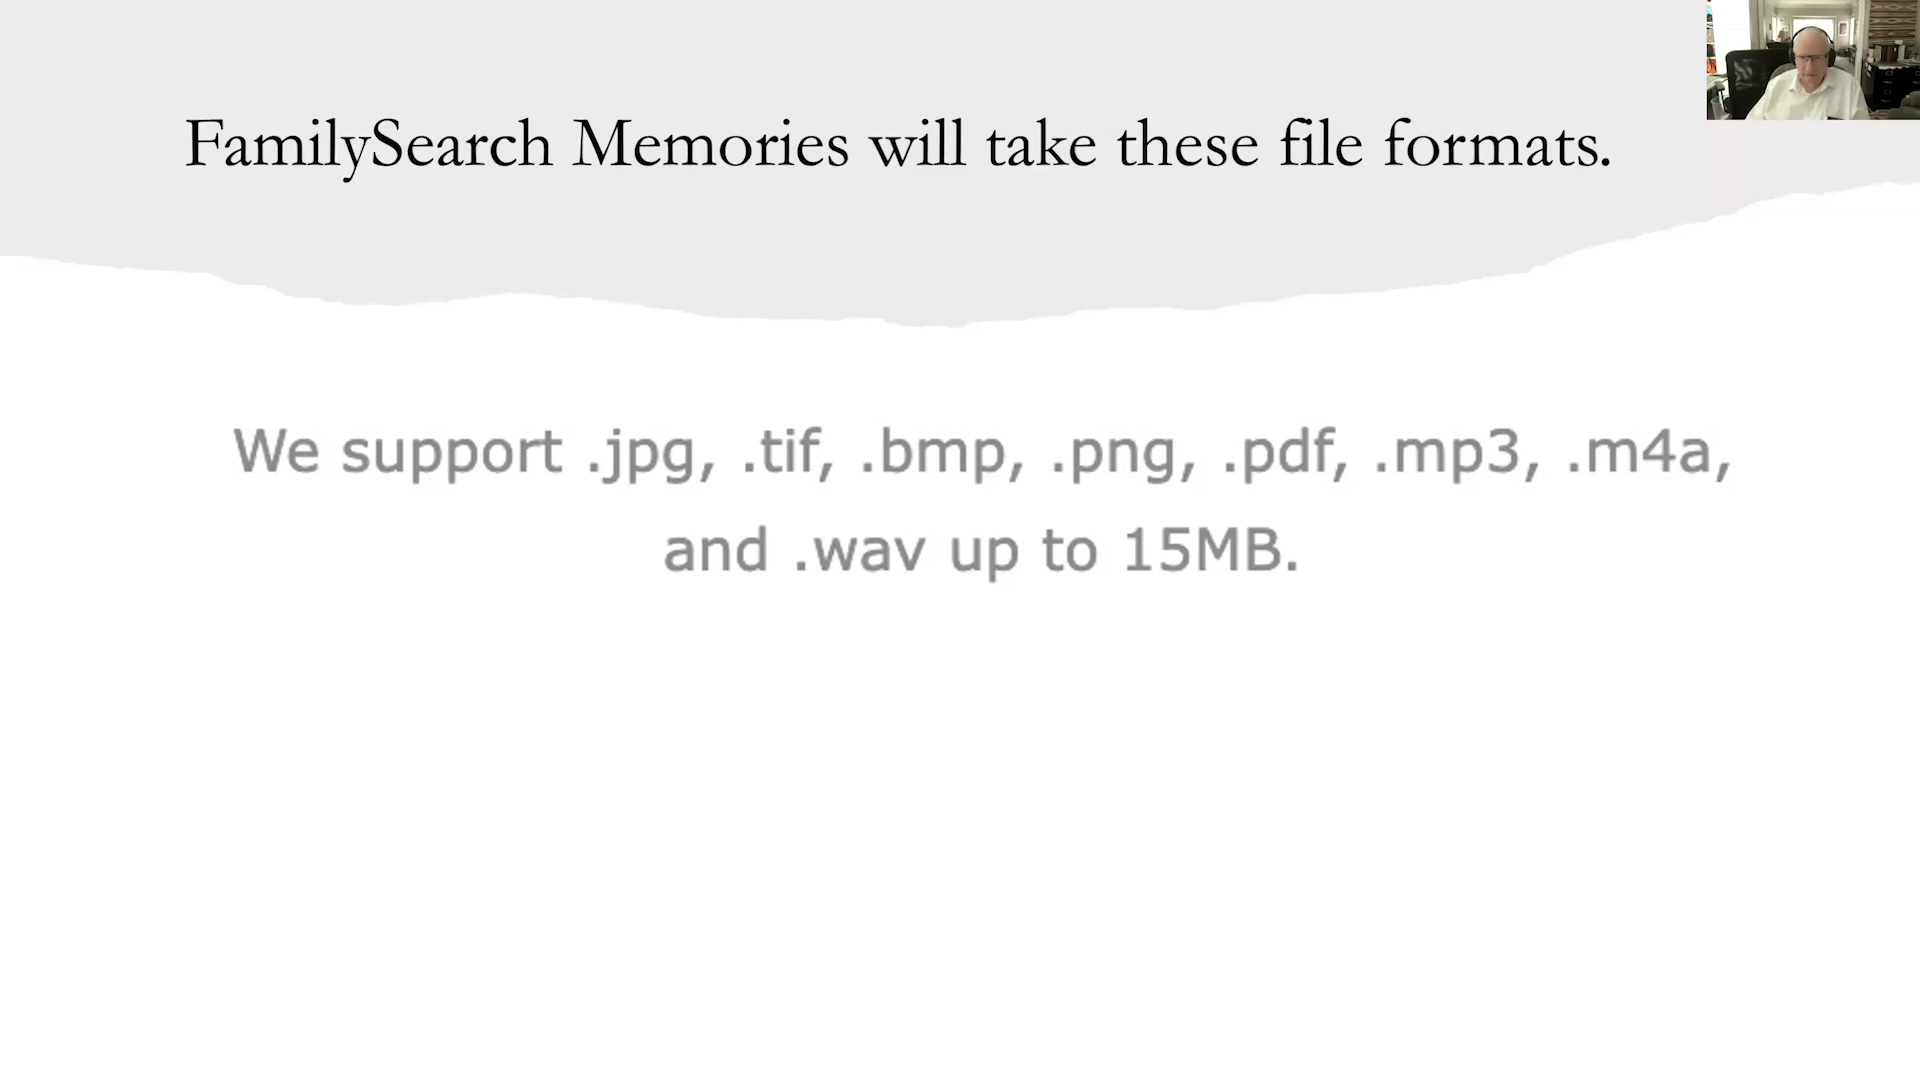 FamilySearch Memories will take these file formats.
We support .jpg, .tif, .bmp, .png, .pdf, .mp3, .m4a,
and .wav up to 15MB.